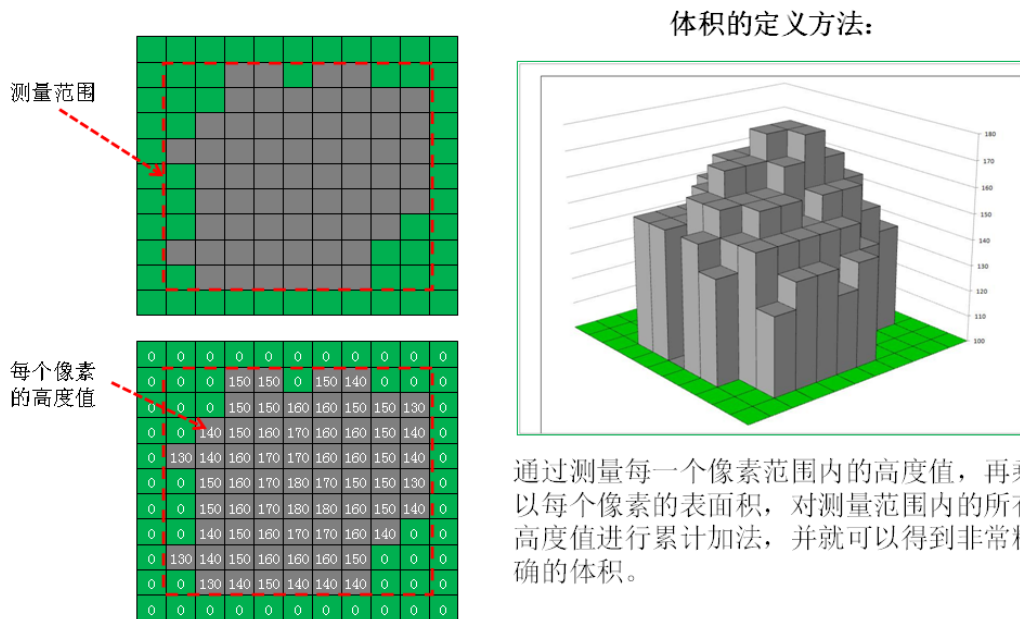 测量范围
每个像素
的高度值
0 0 0 0 0 0 0 0 0 0 0
0 0 0 150 150 0 150 140 0 0 0
0 0 0 150 150 160 160 150 150 130 0
0 0 140 150 160 170 160 160 150 140 0
0 130 140 160 170 170 160 160 150 140 0
0 0 150 160 170 180 170 150 150 130 0
0 0 150 160 170 180 180 160 150 140 0
0 0 140 150 160 170 170 160 140 0 0
0 130 140 150 160 160 160 150 0 0 0
0 0 130 140 150 140 140 140 0 0 0
0 0 0 0 0 0 0 0 0 0 0
体积的定义方法:
180
170
160
150
140
130
120
110
100
通过测量每一个像素范围内的高度值，再乘
以每个像素的表面积，对测量范围内的所有
高度值进行累计加法，并就可以得到非常精
确的体积。